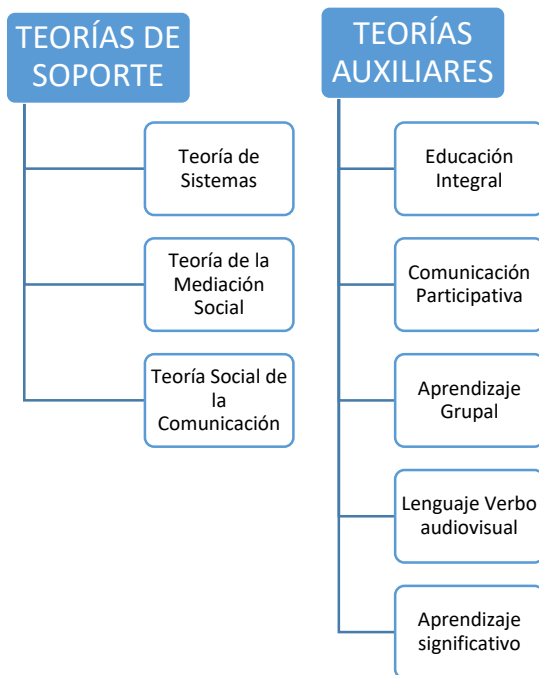 TEORÍAS DE
SOPORTE
Teoría de
Sistemas
Teoría de la
Mediación
Social
Teoría Social de
la
Comunicación
TEORÍAS
AUXILIARES
Educación
Integral
Comunicación
Participativa
Aprendizaje
Grupal
Lenguaje Verbo
audiovisual
Aprendizaje
significativo